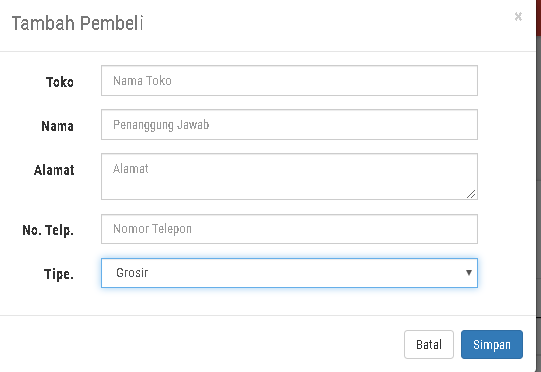 Tambah Pembeli
×
Toko
Nama Toko
Nama
Penanggung Jawab
Alamat
Alamat
No. Telp.
Nomor Telepon
Tipe.
Grosir
Batal
Simpan